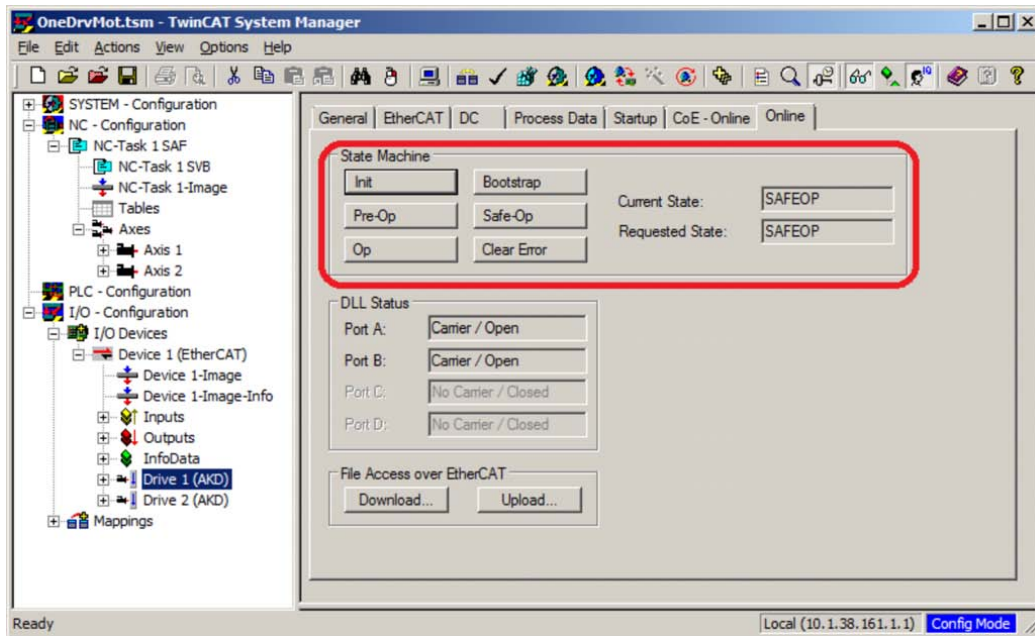 OneDrvMot.tsm - TwinCAT System Manager
File Edit Actions View Options Help
SYSTEM - Configuration
NC - Configuration
NC-Task 1 SAF
NC-Task 1 SVB
NC-Task 1-Image
Tables
Axes
Axis 1
Axis 2
PLC - Configuration
I/O - Configuration
I/O Devices
Device 1 (EtherCAT)
Device 1-Image
Device 1-Image-Info
Inputs
Outputs
InfoData
Drive 1 (AKD)
Drive 2 (AKD)
Mappings
General EtherCAT DC Process Data Startup CoE - Online Online
State Machine
Init Bootstrap
Pre-Op Safe-Op
Op Clear Error
Current State: SAFEOP
Requested State: SAFEOP
DLL Status
Port A: Carrier / Open
Port B: Carrier / Open
Port C: No Carrier / Closed
Port D: No Carrier / Closed
File Access over EtherCAT
Download... Upload...
Ready Local (10.1.38.161.1.1) Config Mode